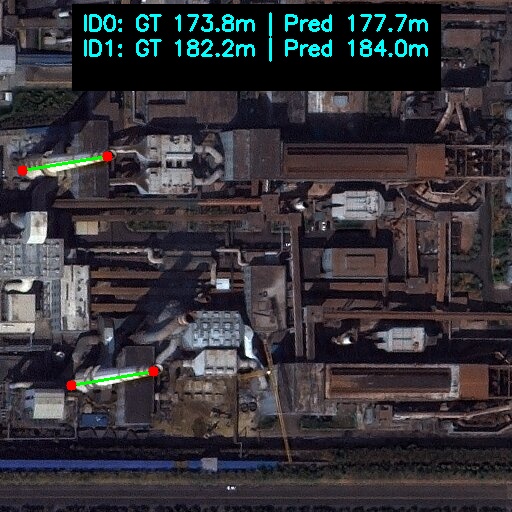 ID0: GT 173.8m | Pred 177.7m
ID1: GT 182.2m | Pred 184.0m